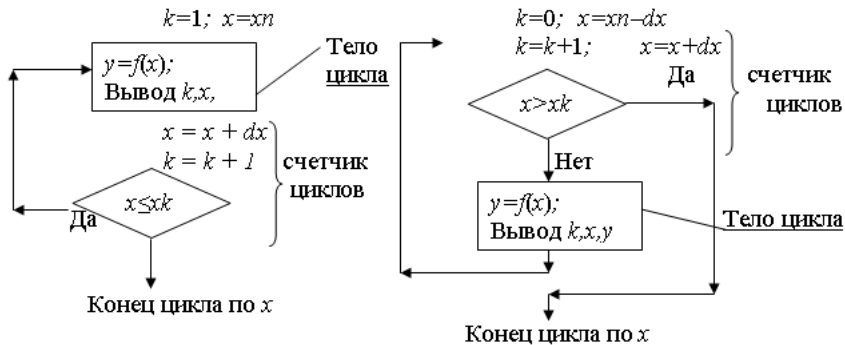 k=1; x=xn
y=f(x);
Вывод k,x,
Тело
цикла
x = x + dx
k = k + 1
счетчик
циклов
x≤xk
Да
Конец цикла по x
k=0; x=xn–dx
k=k+1; x=x+dx
Да
счетчик
циклов
x>xk
Нет
y=f(x);
Вывод k,x,y
Тело цикла
Конец цикла по x